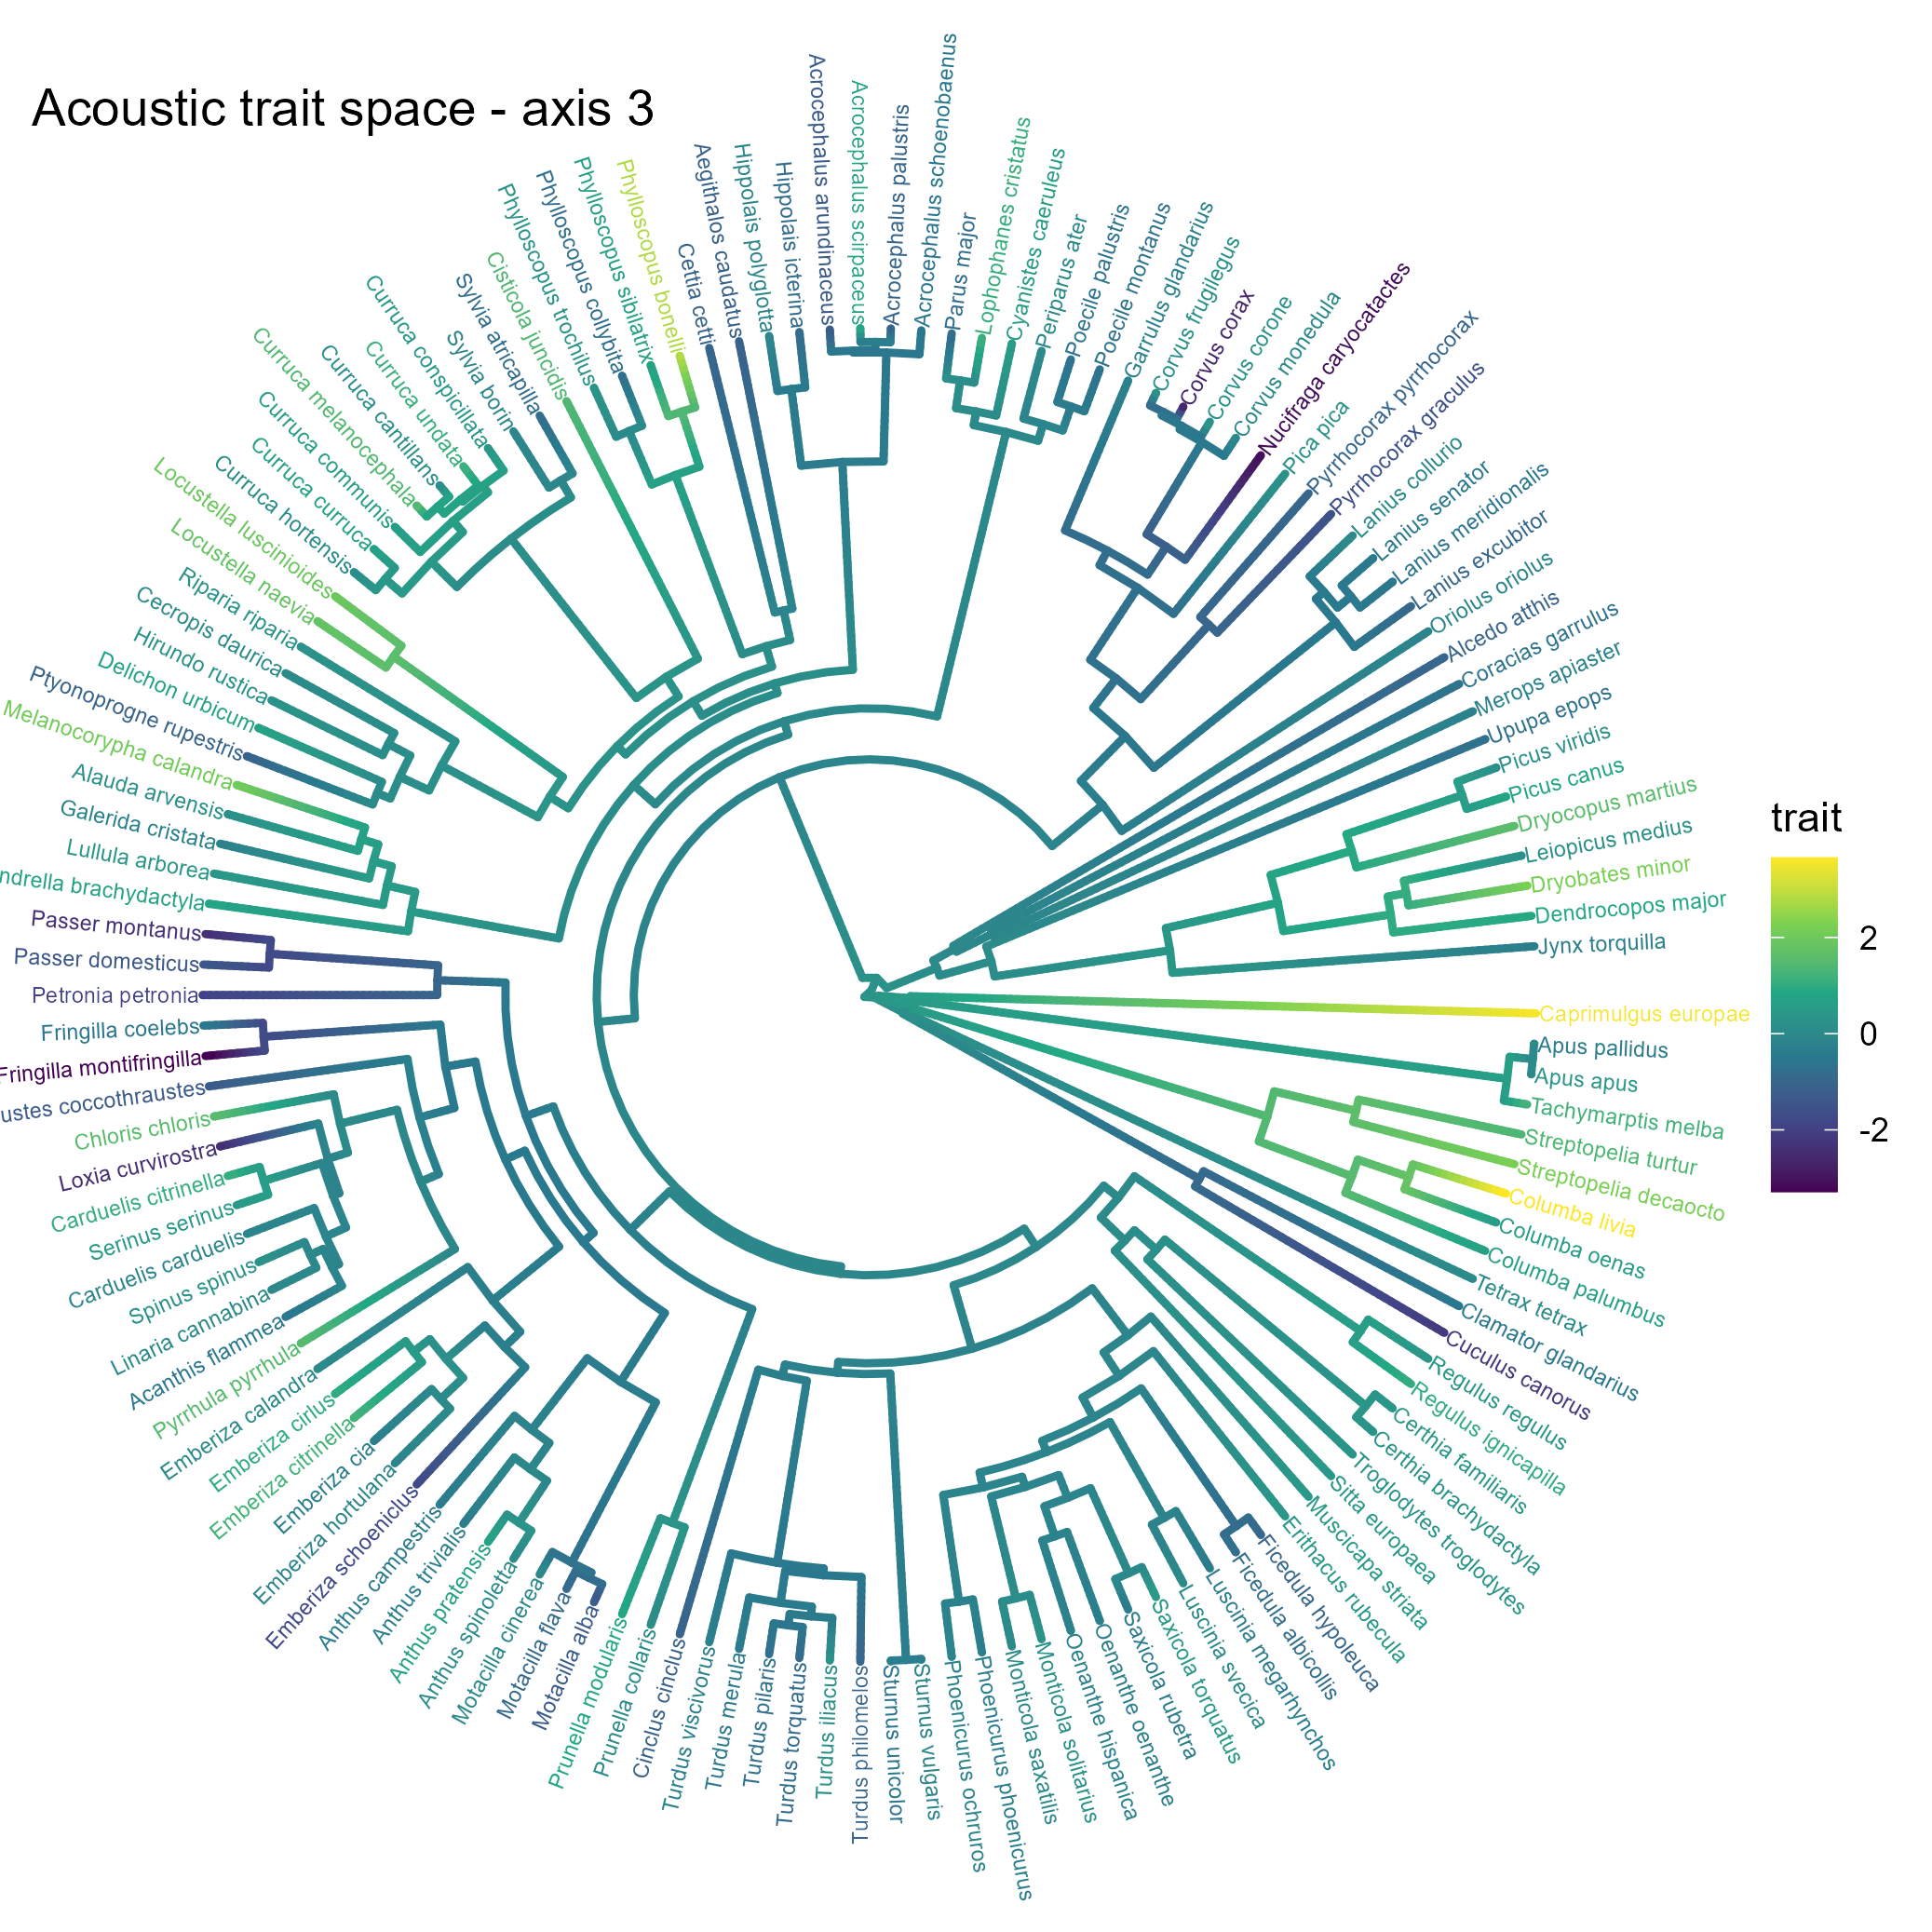 Acoustic trait space - axis 3
Acrocephalus arundinaceus
Acrocephalus scirpaceus
Acrocephalus palustris
Acrocephalus schoenobaenus
Parus major
Lophophanes cristatus
Cyanistes caeruleus
Periparus ater
Poecile palustris
Poecile montanus
Garrulus glandarius
Corvus frugilegus
Corvus corax
Corvus corone
Corvus monedula
Nucifraga caryocatactes
Pica pica
Pyrrhocorax pyrrhocorax
Pyrrhocorax graculus
Lanius collurio
Lanius senator
Lanius meridionalis
Lanius excubitor
Oriolus oriolus
Alcedo atthis
Coracias garrulus
Merops apiaster
Upupa epops
Picus viridis
Picus canus
Dryocopus martius
Leiopicus medius
Dryobates minor
Dendrocopos major
Jynx torquilla
Caprimulgus europae
Apus pallidus
Apus apus
Tachymarptis melba
Streptopelia turtur
Streptopelia decaocto
Columba livia
Columba oenas
Columba palumbus
Tetrax tetrax
Clamator glandarius
Cuculus canorus
Regulus regulus
Regulus ignicapilla
Certhia familiaris
Certhia brachydactyla
Troglodytes troglodytes
Sitta europaea
Muscicapa striata
Erithacus rubecula
Ficedula hypoleuca
Ficedula albicollis
Luscinia megarhynchos
Luscinia svecica
Saxicola torquatus
Saxicola rubetra
Oenanthe oenanthe
Oenanthe hispanica
Monticola solitarius
Monticola saxatilis
Phoenicurus phoenicurus
Phoenicurus ochruros
Sturnus vulgaris
Sturnus unicolor
Turdus philomelos
Turdus iliacus
Turdus torquatus
Turdus pilaris
Turdus merula
Turdus viscivorus
Cinclus cinclus
Prunella collaris
Prunella modularis
Motacilla alba
Motacilla flava
Motacilla cinerea
Anthus spinoletta
Anthus pratensis
Anthus trivialis
Anthus campestris
Emberiza schoeniclus
Emberiza hortulana
Emberiza cia
Emberiza citrinella
Emberiza cirlus
Emberiza calandra
Pyrrhula pyrrhula
Acanthis flammea
Linaria cannabina
Spinus spinus
Carduelis carduelis
Serinus serinus
Carduelis citrinella
Loxia curvirostra
Chloris chloris
ustes coccothraustes
Fringilla montifringilla
Fringilla coelebs
Petronia petronia
Passer domesticus
Passer montanus
ndrella brachydactyla
Lullula arborea
Galerida cristata
Alauda arvensis
Melanocorypha calandra
Ptyonoprogne rupestris
Delichon urbicum
Hirundo rustica
Cecropis daurica
Riparia riparia
Locustella naevia
Locustella luscinioides
Curruca hortensis
Curruca curruca
Curruca communis
Curruca melanocephala
Curruca cantillans
Curruca undata
Curruca conspicillata
Sylvia borin
Sylvia atricapilla
Cisticola juncidis
Phylloscopus trochilus
Phylloscopus collybita
Phylloscopus sibilatrix
Phylloscopus bonelli
Cettia cetti
Aegithalos caudatus
Hippolais polyglotta
Hippolais icterina
trait
2
0
-2